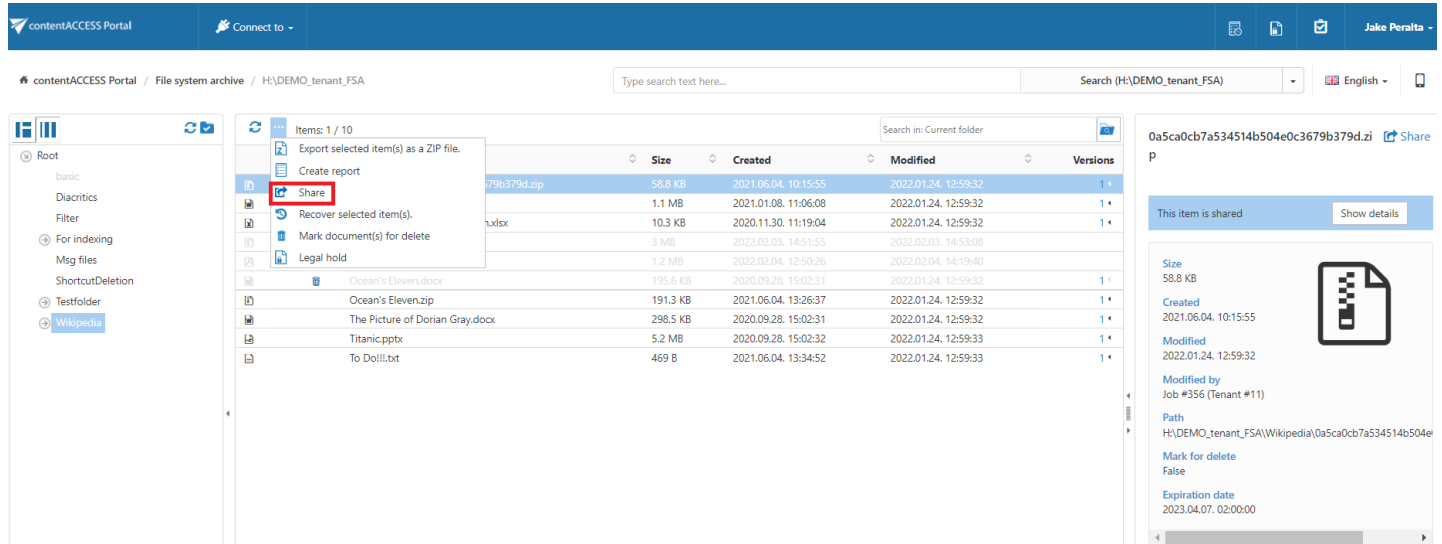 contentACCESS Portal
Connect to
Jake Peralta
contentACCESS Portal / File system archive / H:\DEMO_tenant_FSA
Type search text here...
Search (H:\DEMO_tenant_FSA)
English
Root
basic
Diacritics
Filter
For indexing
Msg files
ShortcutDeletion
Testfolder
Wikipedia
Items: 1 / 10
Search in: Current folder
Export selected item(s) as a ZIP file.
Create report
Share
Recover selected item(s).
Mark document(s) for delete
Legal hold
Size Created Modified Versions
79b379d.zip 58.8 KB 2021.06.04. 10:15:55 2022.01.24. 12:59:32 1
1.1 MB 2021.01.08. 11:06:08 2022.01.24. 12:59:32 1
n.xlsx 10.3 KB 2020.11.30. 11:19:04 2022.01.24. 12:59:32 1
3 MB 2022.02.03. 14:51:55 2022.02.03. 14:53:08
1.2 MB 2022.02.04. 12:50:26 2022.02.04. 14:19:40
Ocean's Eleven.docx 195.6 KB 2020.09.28. 15:02:31 2022.01.24. 12:59:32 1
Ocean's Eleven.zip 191.3 KB 2021.06.04. 13:26:37 2022.01.24. 12:59:32 1
The Picture of Dorian Gray.docx 298.5 KB 2020.09.28. 15:02:31 2022.01.24. 12:59:32 1
Titanic.pptx 5.2 MB 2020.09.28. 15:02:32 2022.01.24. 12:59:33 1
To Do!!!.txt 469 B 2021.06.04. 13:34:52 2022.01.24. 12:59:33 1
0a5ca0cb7a534514b504e0c3679b379d.zi Share
p
This item is shared Show details
Size
58.8 KB
Created
2021.06.04. 10:15:55
Modified
2022.01.24. 12:59:32
Modified by
Job #356 (Tenant #11)
Path
H:\DEMO_tenant_FSA\Wikipedia\0a5ca0cb7a534514b504e
Mark for delete
False
Expiration date
2023.04.07. 02:00:00